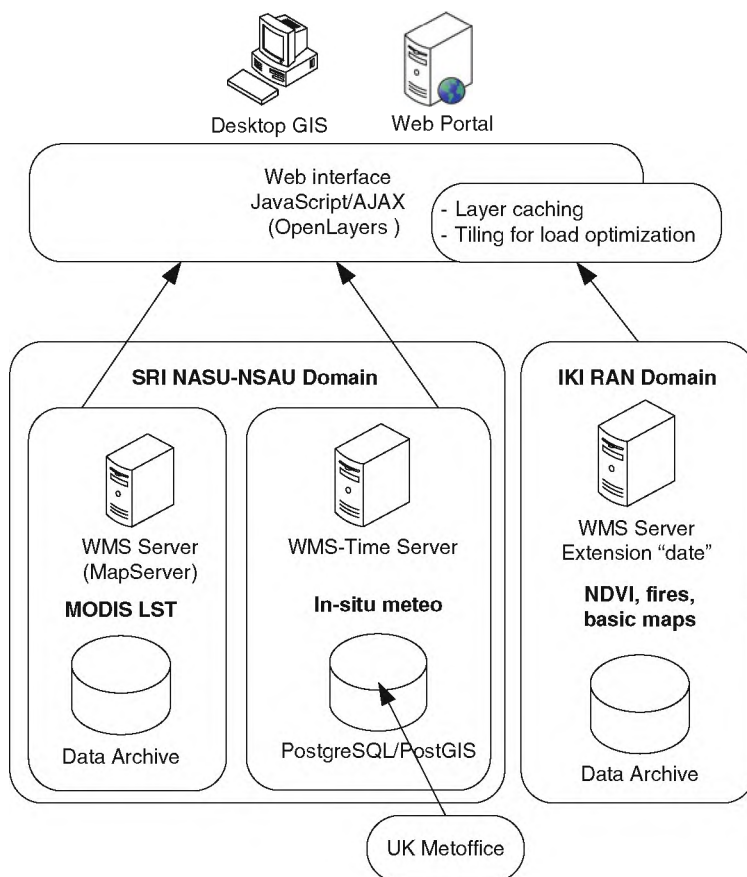 Desktop GIS
Web Portal
Web interface
JavaScript/AJAX
(OpenLayers )
- Layer caching
- Tiling for load optimization
SRI NASU-NSAU Domain
WMS Server
(MapServer)
MODIS LST
Data Archive
WMS-Time Server
In-situ meteo
PostgreSQL/PostGIS
UK Metoffice
IKI RAN Domain
WMS Server
Extension “date”
NDVI, fires,
basic maps
Data Archive